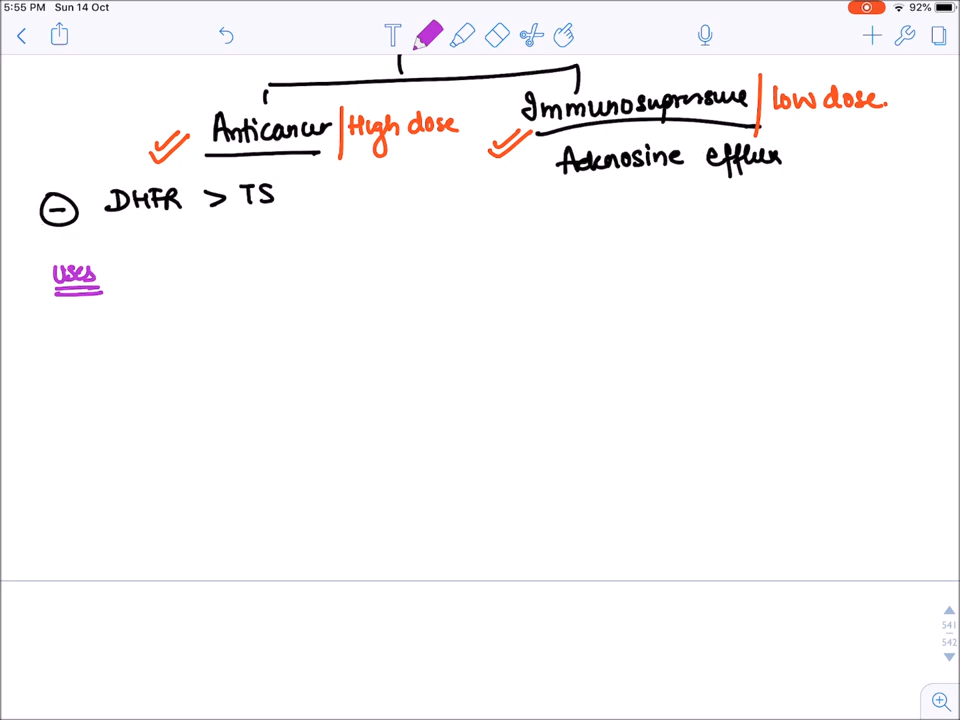 5:55 PM Sun 14 Oct 92%
T
Immunosupressive | Low dose.
Anticancer | High dose
Adenosine efflux
DHFR > TS
Uses
541
542